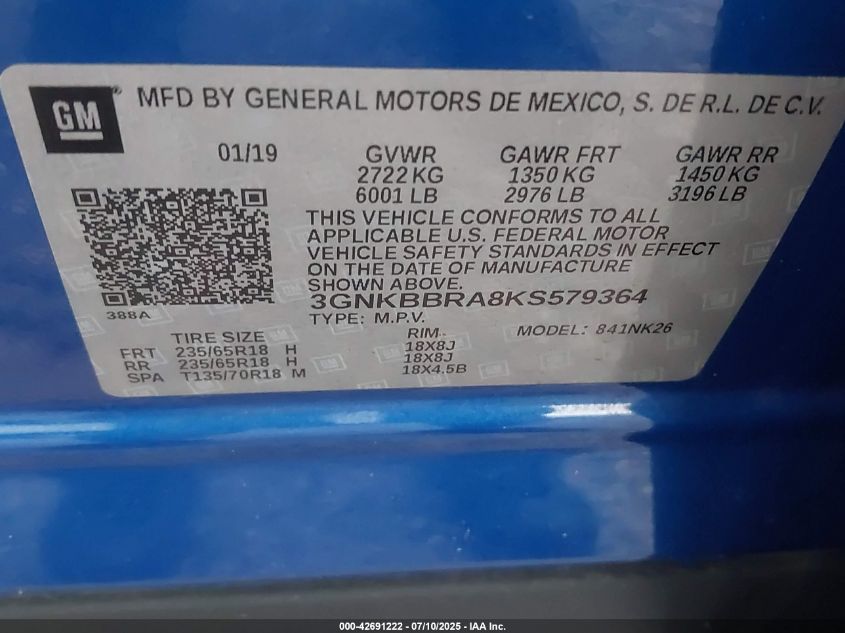 GM
MFD BY GENERAL MOTORS DE MEXICO, S. DE R.L. DE C.V.
01/19 GVWR GAWR FRT GAWR RR
2722 KG 1350 KG 1450 KG
6001 LB 2976 LB 3196 LB
THIS VEHICLE CONFORMS TO ALL
APPLICABLE U.S. FEDERAL MOTOR
VEHICLE SAFETY STANDARDS IN EFFECT
ON THE DATE OF MANUFACTURE
SHOWN ABOVE.
3GNKBBRA8KS579364
388A
TYPE: M.P.V. MODEL: 841NK26
TIRE SIZE RIM
FRT 235/65R18 H 18X8J
RR 235/65R18 H 18X8J
SPA T135/70R18 M 18X4.5B
000-42691222 - 07/10/2025 - IAA Inc.